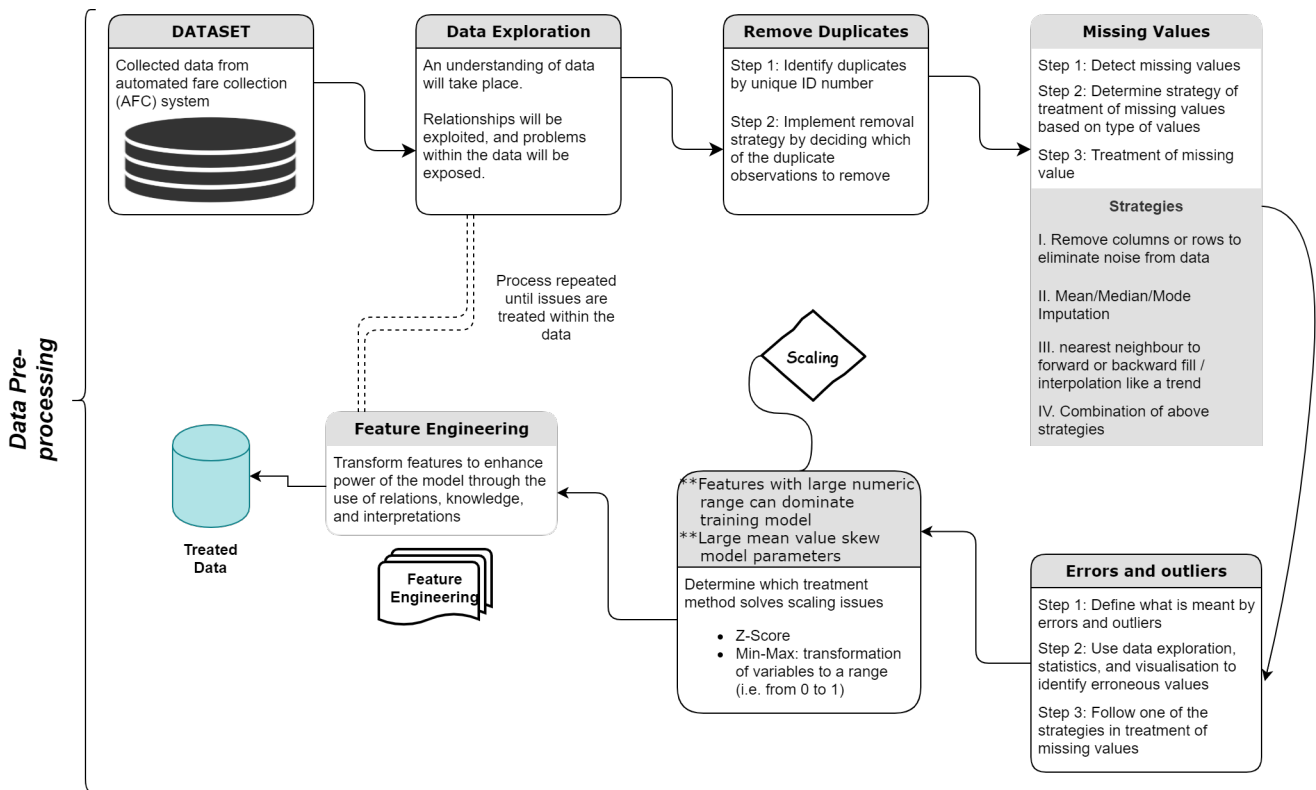 Data Pre-
processing
DATASET
Collected data from
automated fare collection
(AFC) system
Data Exploration
An understanding of data
will take place.
Relationships will be
exploited, and problems
within the data will be
exposed.
Remove Duplicates
Step 1: Identify duplicates
by unique ID number
Step 2: Implement removal
strategy by deciding which
of the duplicate
observations to remove
Missing Values
Step 1: Detect missing values
Step 2: Determine strategy of
treatment of missing values
based on type of values
Step 3: Treatment of missing
value
Strategies
I. Remove columns or rows to
eliminate noise from data
II. Mean/Median/Mode
Imputation
III. nearest neighbour to
forward or backward fill /
interpolation like a trend
IV. Combination of above
strategies
Errors and outliers
Step 1: Define what is meant by
errors and outliers
Step 2: Use data exploration,
statistics, and visualisation to
identify erroneous values
Step 3: Follow one of the
strategies in treatment of
missing values
Scaling
**Features with large numeric
range can dominate
training model
**Large mean value skew
model parameters
Determine which treatment
method solves scaling issues
• Z-Score
• Min-Max: transformation
of variables to a range
(i.e. from 0 to 1)
Process repeated
until issues are
treated within the
data
Feature Engineering
Transform features to enhance
power of the model through the
use of relations, knowledge,
and interpretations
Feature
Engineering
Treated
Data